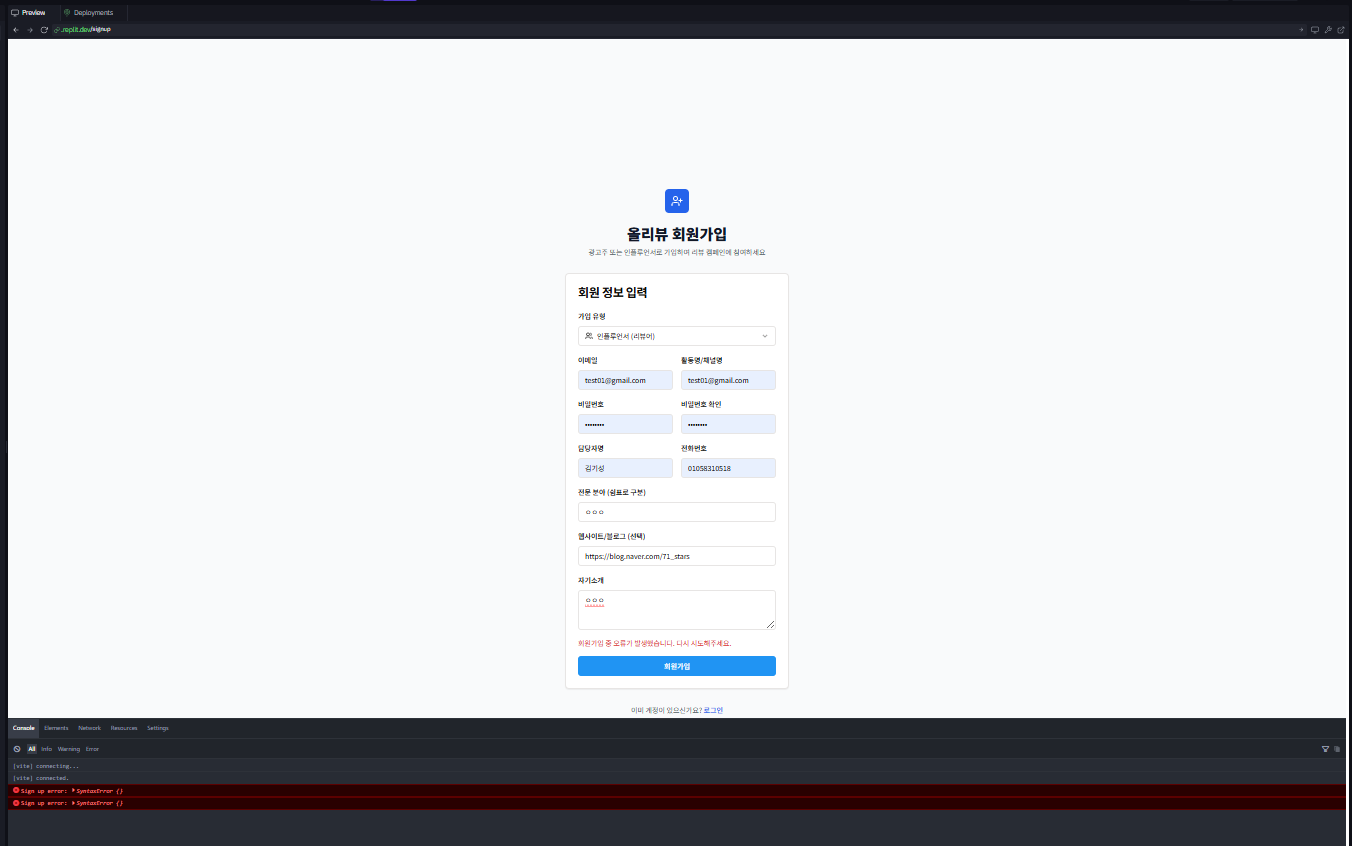 Preview Deployments
.replit.dev/signup
올리뷰 회원가입
광고주 또는 인플루언서로 가입하여 리뷰 캠페인에 참여하세요
회원 정보 입력
가입 유형
인플루언서 (리뷰어)
이메일 활동명/채널명
test01@gmail.com test01@gmail.com
비밀번호 비밀번호 확인
•••••••• ••••••••
담당자명 전화번호
김기성 01058310518
전문 분야 (쉼표로 구분)
ㅇㅇㅇ
웹사이트/블로그 (선택)
https://blog.naver.com/71_stars
자기소개
ㅇㅇㅇ
회원가입 중 오류가 발생했습니다. 다시 시도해주세요.
회원가입
이미 계정이 있으신가요? 로그인
Console Elements Network Resources Settings
All Info Warning Error
[vite] connecting...
[vite] connected.
Sign up error: SyntaxError {}
Sign up error: SyntaxError {}